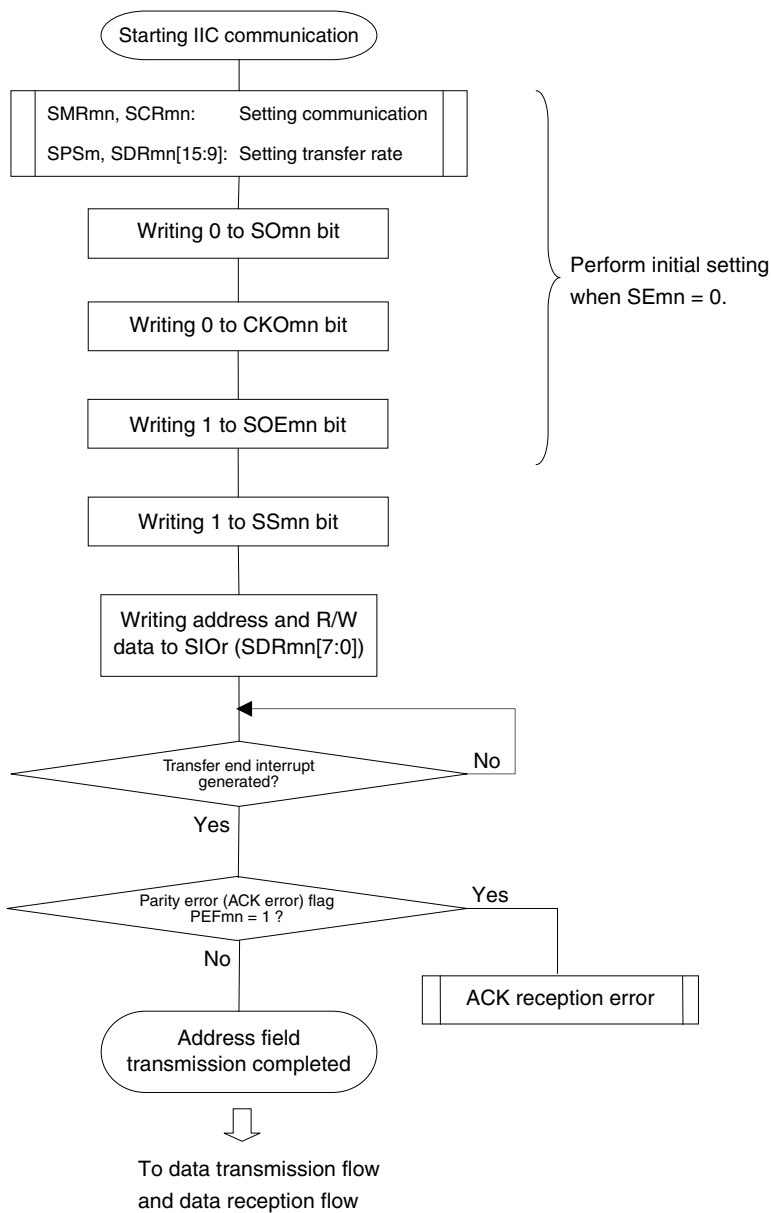 Starting IIC communication
SMRmn, SCRmn: Setting communication
SPSm, SDRmn[15:9]: Setting transfer rate
Writing 0 to SOmn bit
Perform initial setting
when SEmn = 0.
Writing 0 to CKOmn bit
Writing 1 to SOEmn bit
Writing 1 to SSmn bit
Writing address and R/W
data to SIOr (SDRmn[7:0])
Transfer end interrupt
generated?
No
Yes
Parity error (ACK error) flag
PEFmn = 1 ?
Yes
No
ACK reception error
Address field
transmission completed
To data transmission flow
and data reception flow